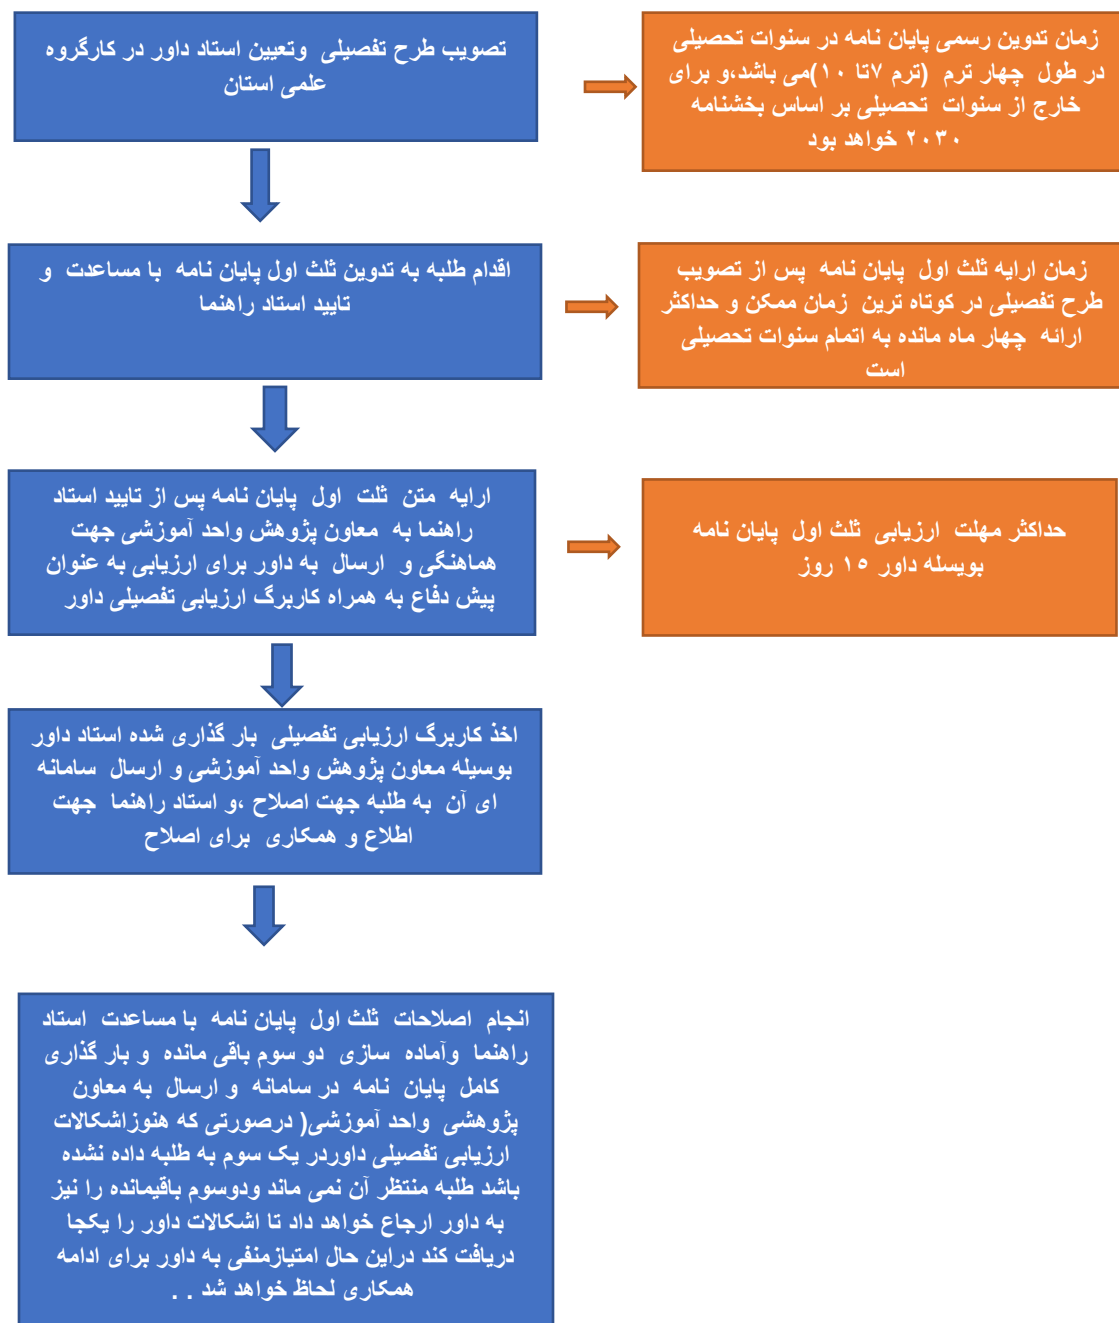 تصویب طرح تفصیلی وتعیین استاد داور در کارگروه
علمی استان
زمان تدوین رسمی پایان نامه در سنوات تحصیلی
در طول چهار ترم (ترم ۷تا ۱۰)می باشد،و برای
خارج از سنوات تحصیلی بر اساس بخشنامه
۲۰۳۰ خواهد بود
اقدام طلبه به تدوین ثلث اول پایان نامه با مساعدت و
تایید استاد راهنما
زمان ارایه ثلث اول پایان نامه پس از تصویب
طرح تفصیلی در کوتاه ترین زمان ممکن و حداکثر
ارائه چهار ماه مانده به اتمام سنوات تحصیلی
است
ارایه متن ثلت اول پایان نامه پس از تایید استاد
راهنما به معاون پژوهش واحد آموزشی جهت
هماهنگی و ارسال به داور برای ارزیابی به عنوان
پیش دفاع به همراه کاربرگ ارزیابی تفصیلی داور
حداکثر مهلت ارزیابی ثلث اول پایان نامه
بویسله داور ۱۵ روز
اخذ کاربرگ ارزیابی تفصیلی بار گذاری شده استاد داور
بوسیله معاون پژوهش واحد آموزشی و ارسال سامانه
ای آن به طلبه جهت اصلاح ،و استاد راهنما جهت
اطلاع و همکاری برای اصلاح
انجام اصلاحات ثلث اول پایان نامه با مساعدت استاد
راهنما وآماده سازی دو سوم باقی مانده و بار گذاری
کامل پایان نامه در سامانه و ارسال به معاون
پژوهشی واحد آموزشی( درصورتی که هنوزاشکالات
ارزیابی تفصیلی داوردر یک سوم به طلبه داده نشده
باشد طلبه منتظر آن نمی ماند ودوسوم باقیمانده را نیز
به داور ارجاع خواهد داد تا اشکالات داور را یکجا
دریافت کند دراین حال امتیازمنفی به داور برای ادامه
همکاری لحاظ خواهد شد . .